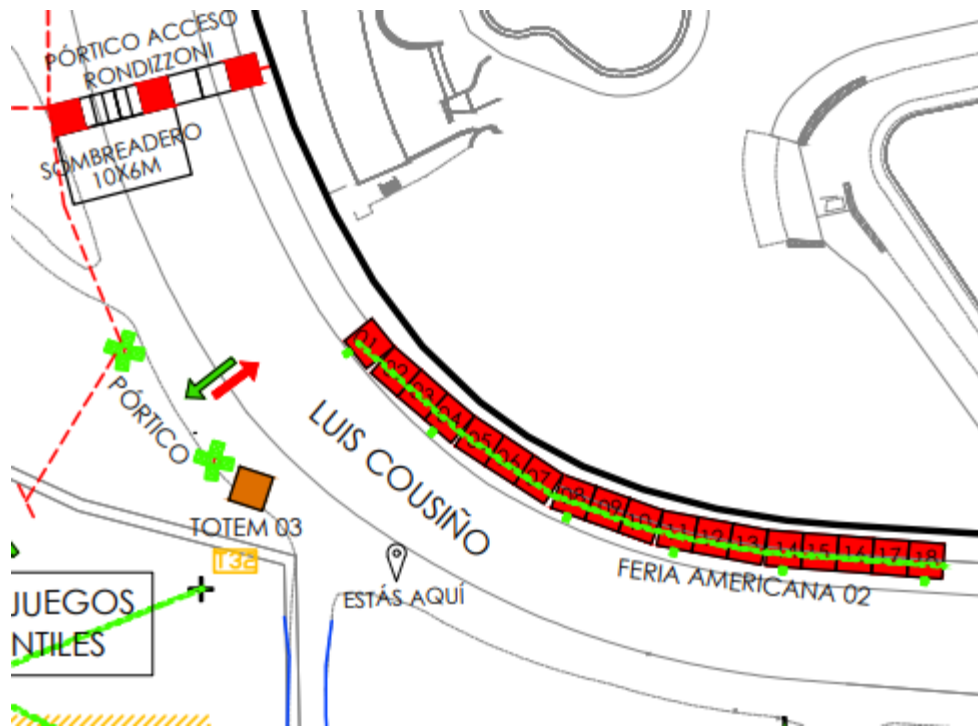 PÓRTICO ACCESO
RONDIZZONI
SOMBREADERO
10X6M
PÓRTICO
TOTEM 03
T32
LUIS COUSIÑO
ESTÁS AQUÍ
01
02
03
04
05
06
07
08
09
10
11
12
13
14
15
16
17
18
FERIA AMERICANA 02
JUEGOS
NTILES